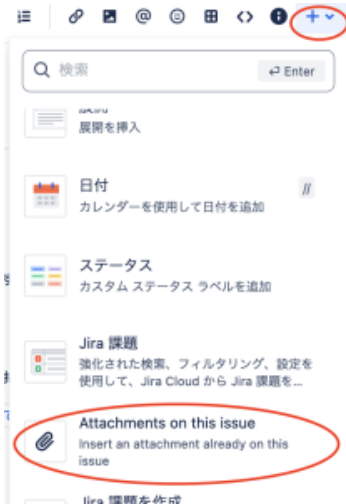 検索
Enter
展開を挿入
日付
//
カレンダーを使用して日付を追加
ステータス
カスタム ステータス ラベルを追加
Jira 課題
強化された検索、フィルタリング、設定を
使用して、Jira Cloud から Jira 課題を...
Attachments on this issue
Insert an attachment already on this
issue
Jira 課題を作成